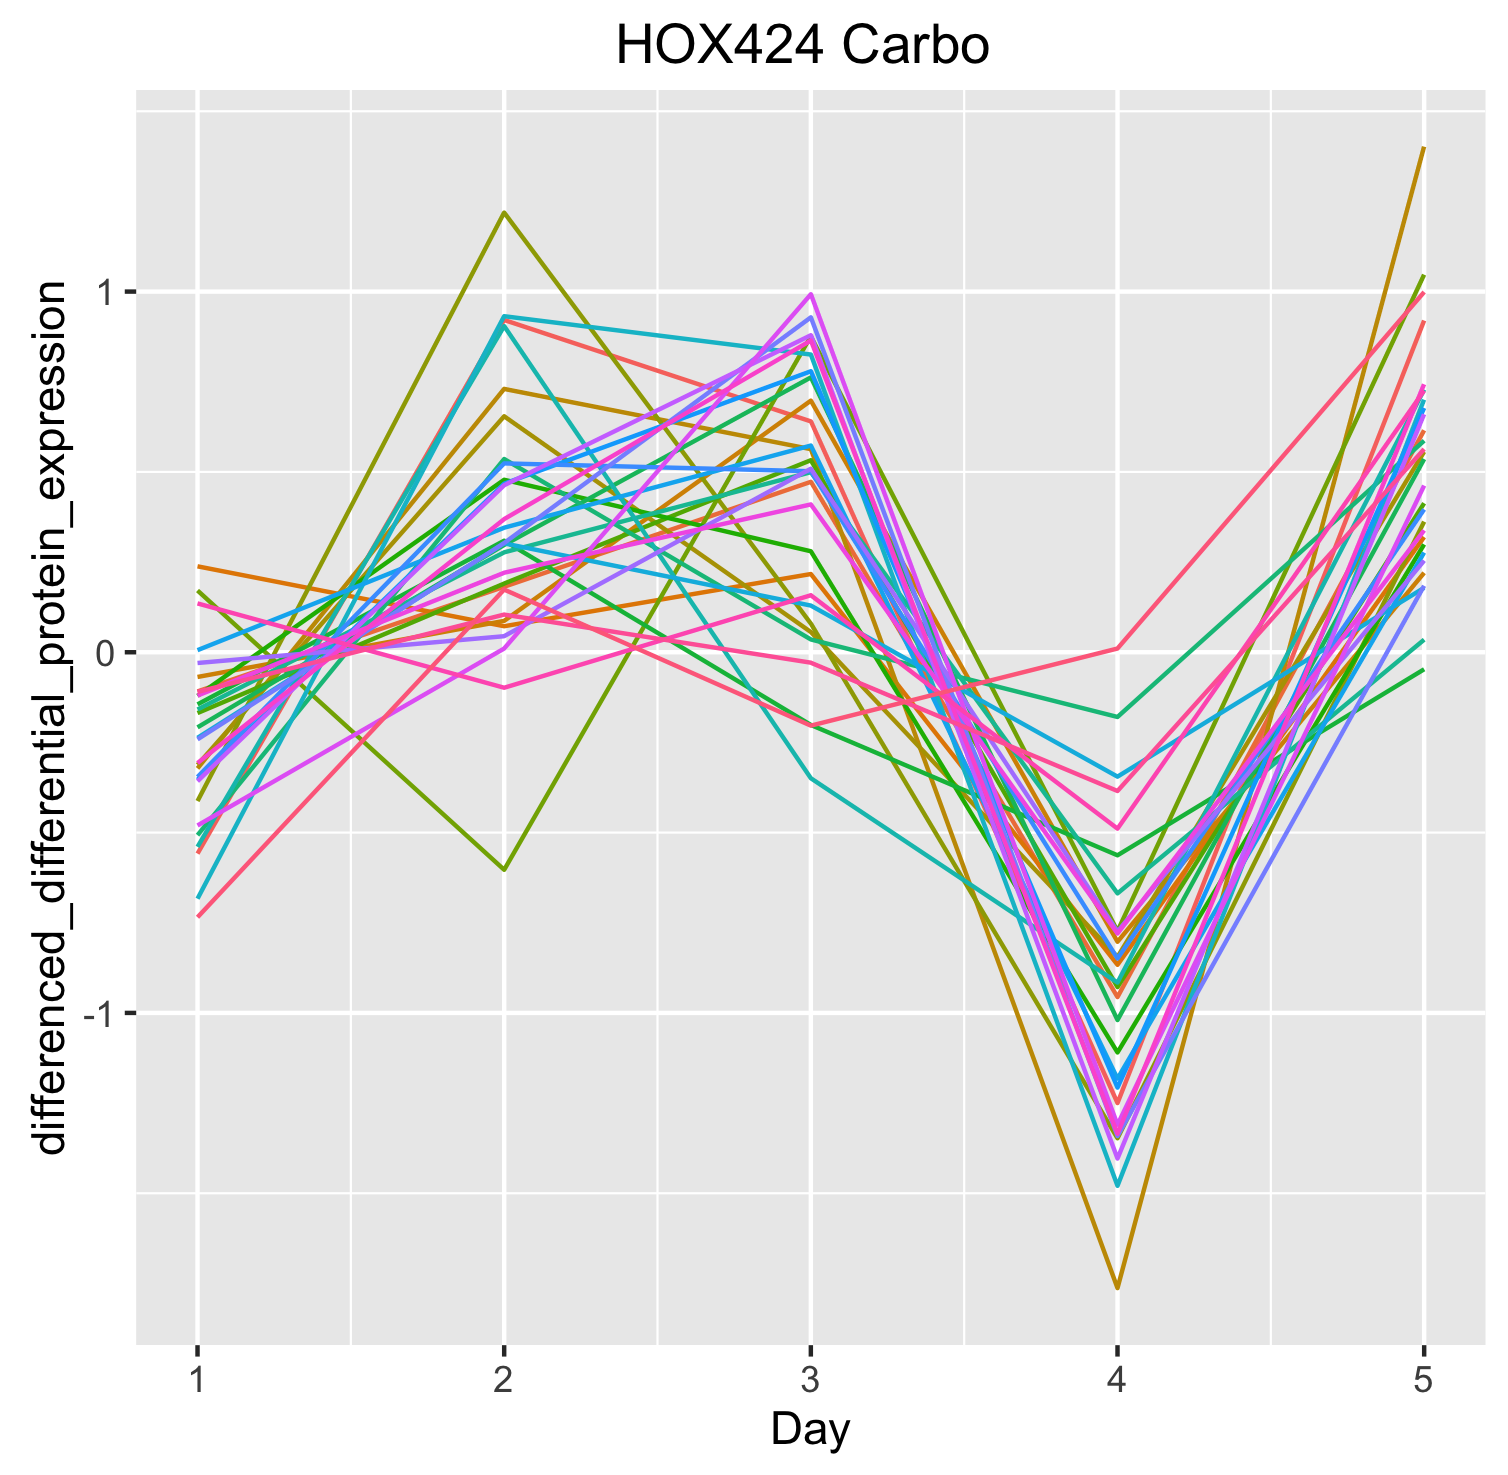 HOX424 Carbo
differenced_differential_protein_expression
1
0
-1
1 2 3 4 5
Day